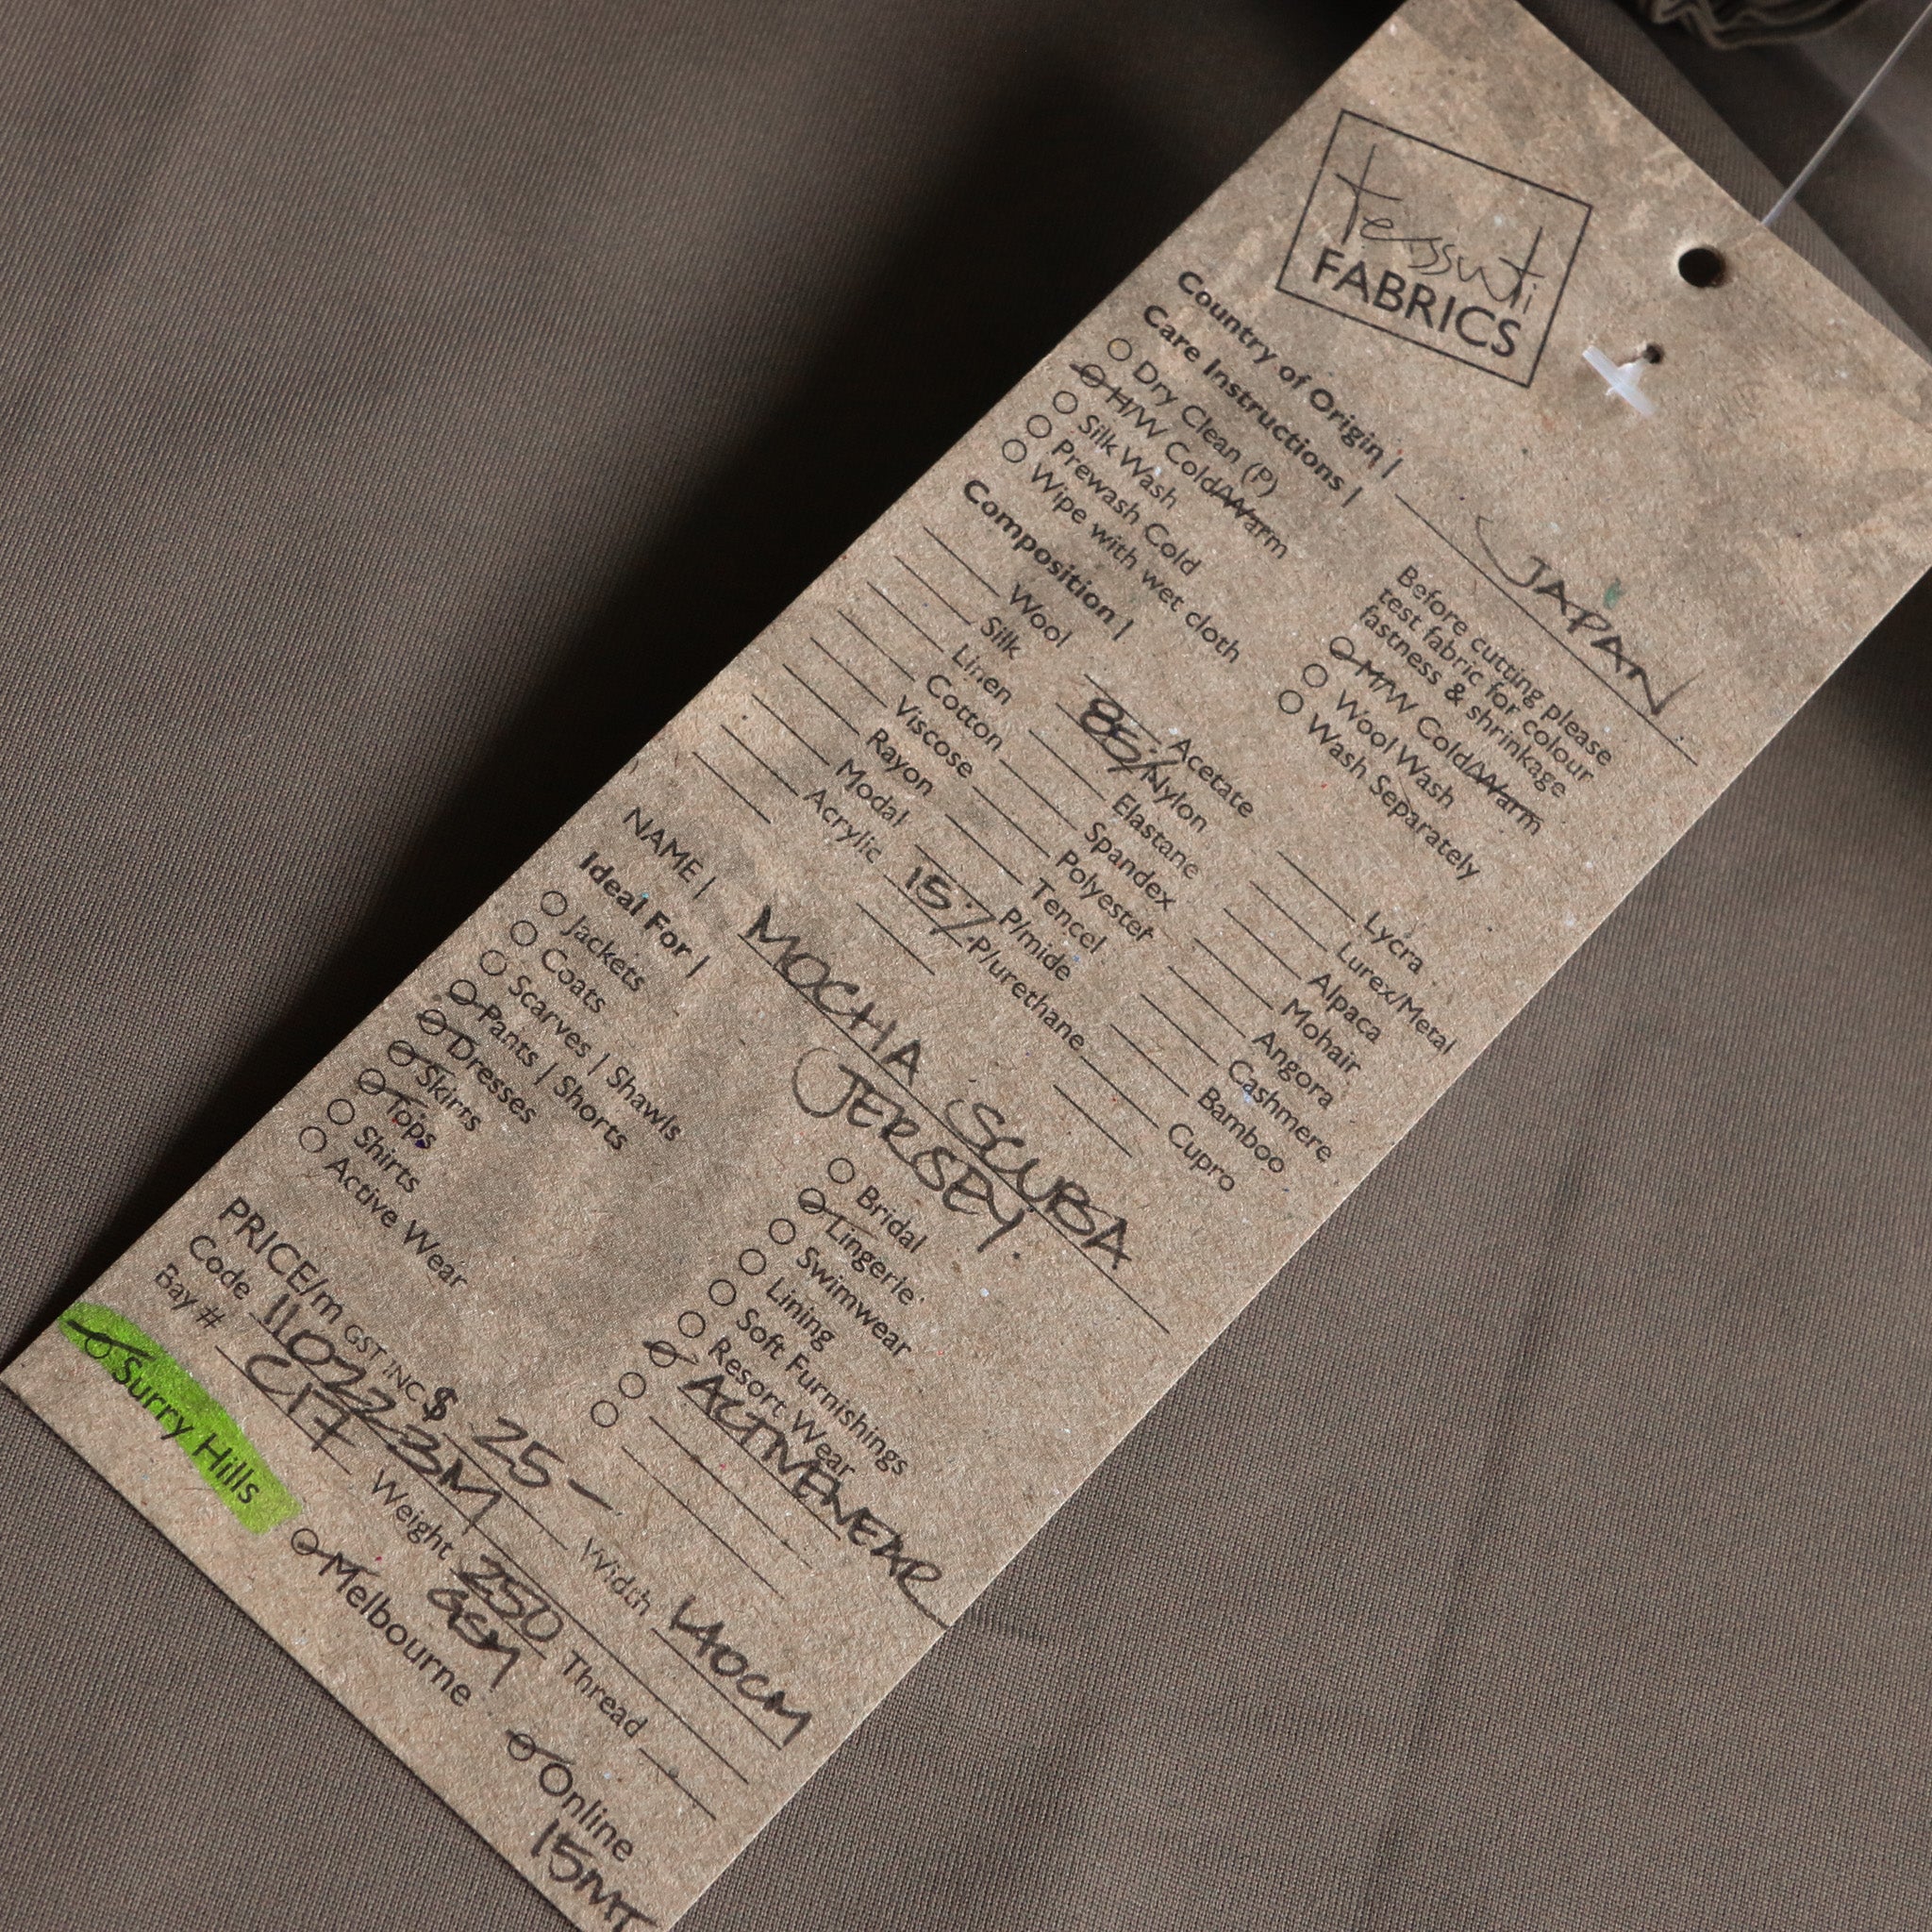 tessuti
FABRICS
Country of Origin | JAPAN
Care Instructions |
Before cutting please
test fabric for colour
fastness & shrinkage
Dry Clean (P)
H/W Cold/Warm
Silk Wash
Prewash Cold
Wipe with wet cloth
M/W Cold/Warm
Wool Wash
Wash Separately
Composition |
Wool
Silk
Linen
Cotton
Viscose
Rayon
Modal
Acrylic
Acetate
85% Nylon
Elastane
Spandex
Polyester
Tencel
P/mide
15% P/urethane
Lycra
Lurex/Metal
Alpaca
Mohair
Angora
Cashmere
Bamboo
Cupro
NAME | MOCHA SCUBA
JERSEY.
Ideal For |
Jackets
Coats
Scarves | Shawls
Pants | Shorts
Dresses
Skirts
Tops
Shirts
Active Wear
Bridal
Lingerie
Swimwear
Lining
Soft Furnishings
Resort Wear
ACTIVEWEAR
PRICE/m GST INC $ 25-
Code 110223M Width 140CM
Bay # C17 Weight 250 GSM Thread
Surry Hills Melbourne Online
15MT